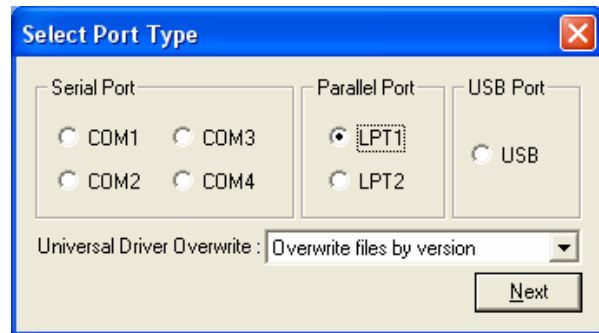 Select Port Type
Serial Port Parallel Port USB Port
COM1 COM3 LPT1 USB
COM2 COM4 LPT2
Universal Driver Overwrite : Overwrite files by version
Next